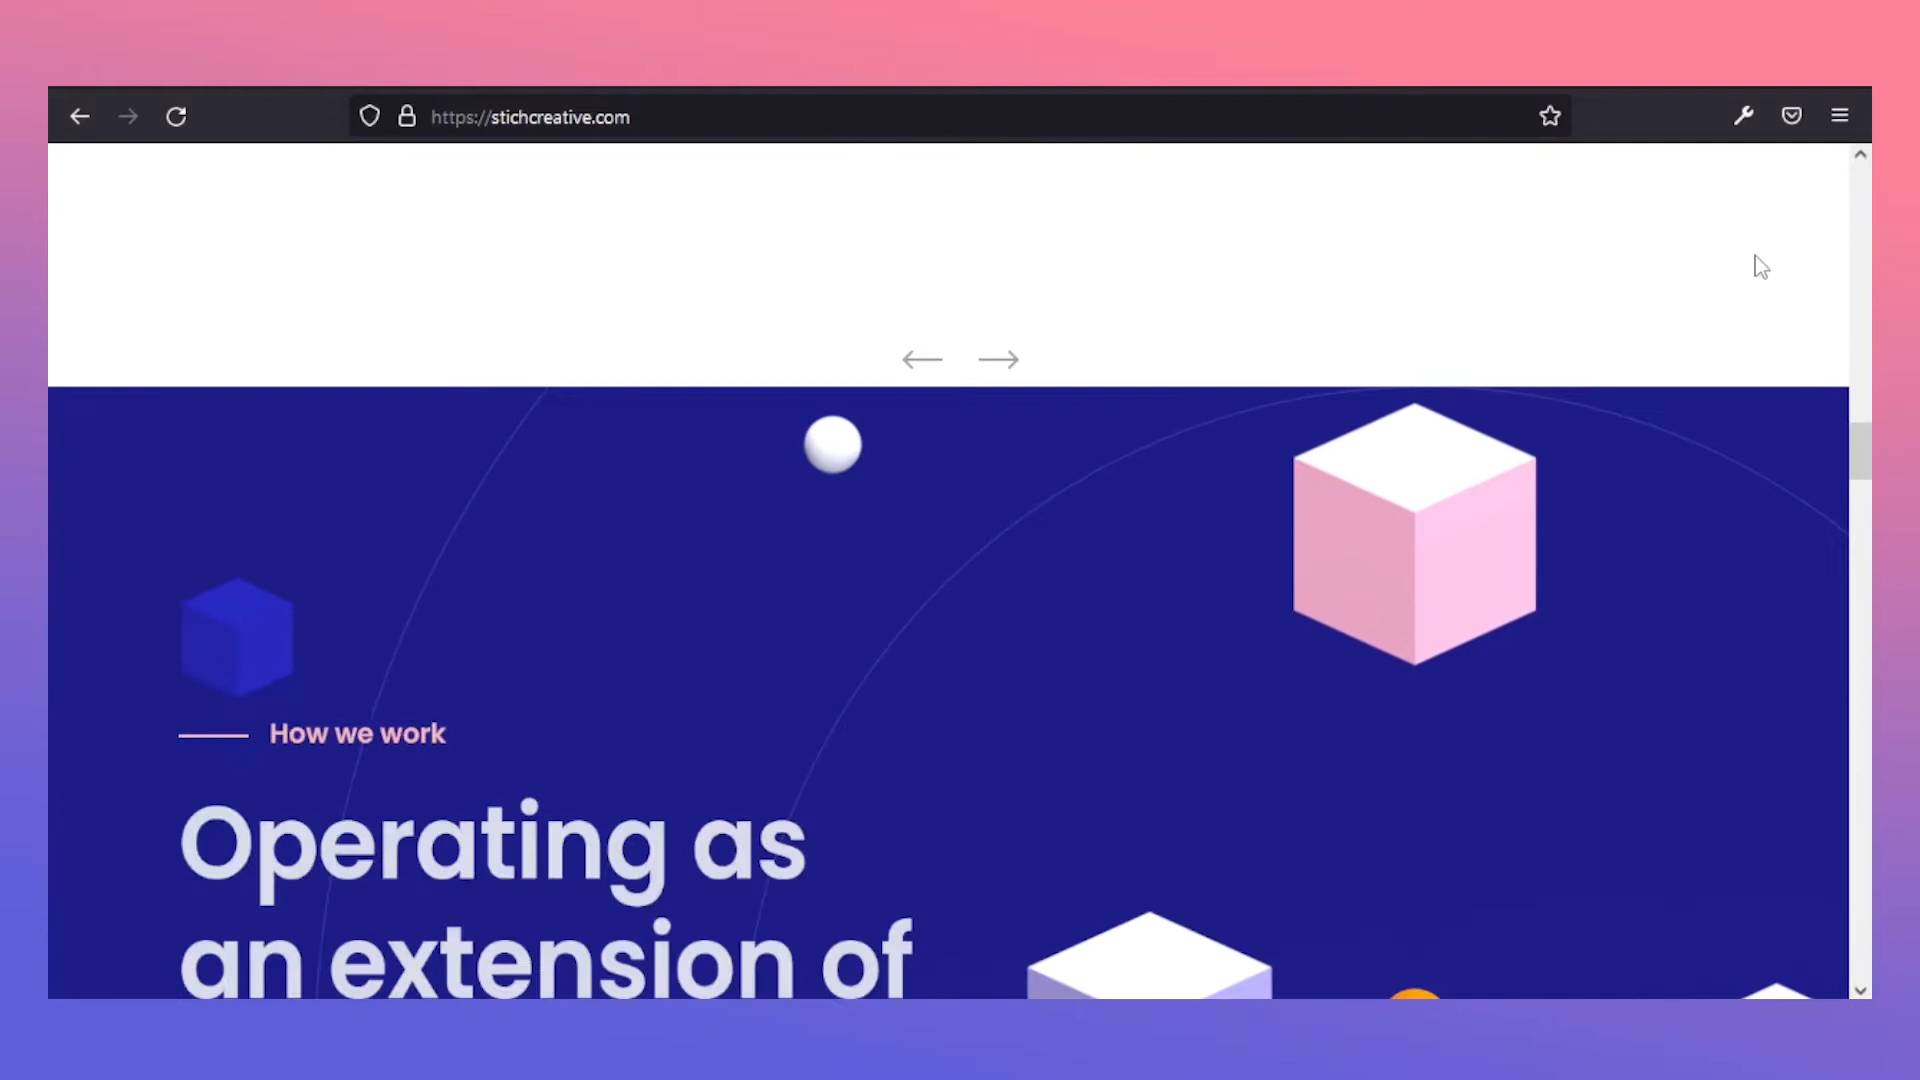 https://stichcreative.com
How we work
Operating as
an extension of